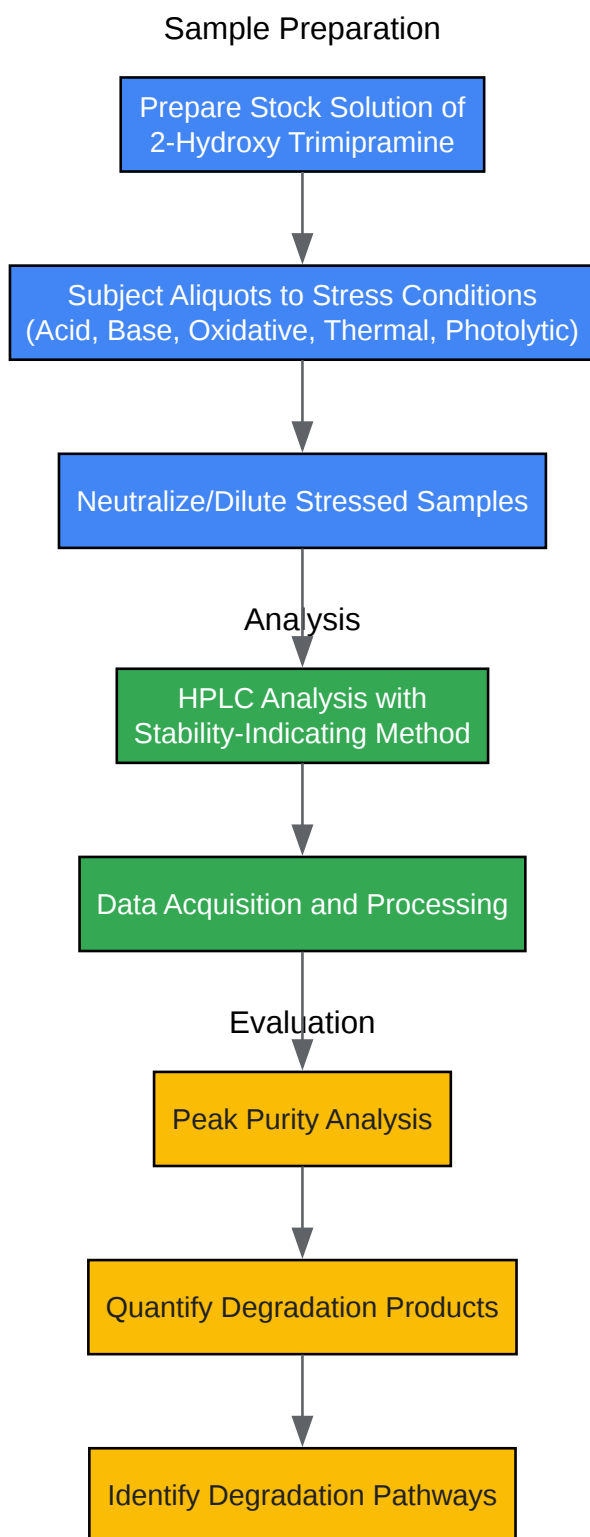 Sample Preparation
Prepare Stock Solution of
2-Hydroxy Trimipramine
Subject Aliquots to Stress Conditions
(Acid, Base, Oxidative, Thermal, Photolytic)
Neutralize/Dilute Stressed Samples
Analysis
HPLC Analysis with
Stability-Indicating Method
Data Acquisition and Processing
Evaluation
Peak Purity Analysis
Quantify Degradation Products
Identify Degradation Pathways